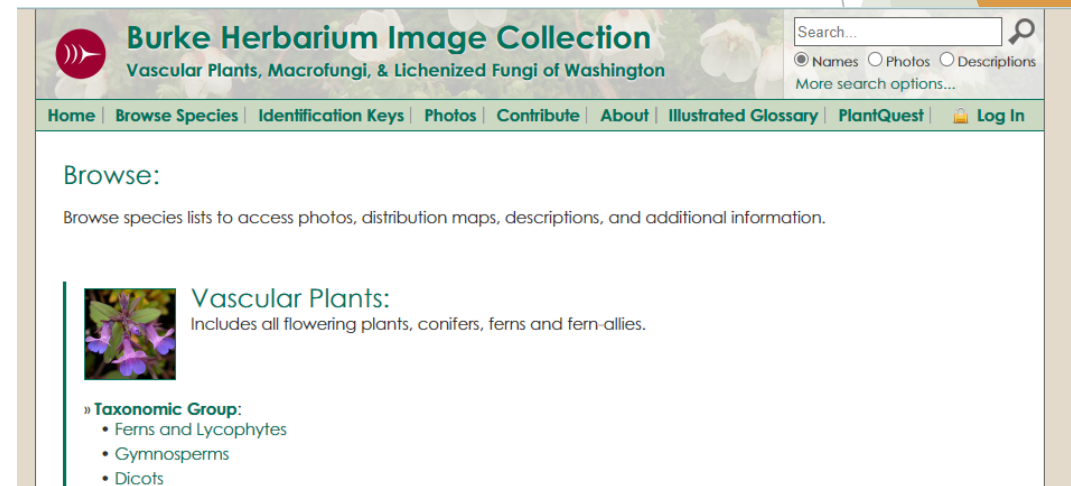 Burke Herbarium Image Collection
Vascular Plants, Macrofungi, & Lichenized Fungi of Washington
Search...
Names Photos Descriptions
More search options...
Home | Browse Species | Identification Keys | Photos | Contribute | About | Illustrated Glossary | PlantQuest | Log In
Browse:
Browse species lists to access photos, distribution maps, descriptions, and additional information.
Vascular Plants:
Includes all flowering plants, conifers, ferns and fern-allies.
» Taxonomic Group:
• Ferns and Lycophytes
• Gymnosperms
• Dicots